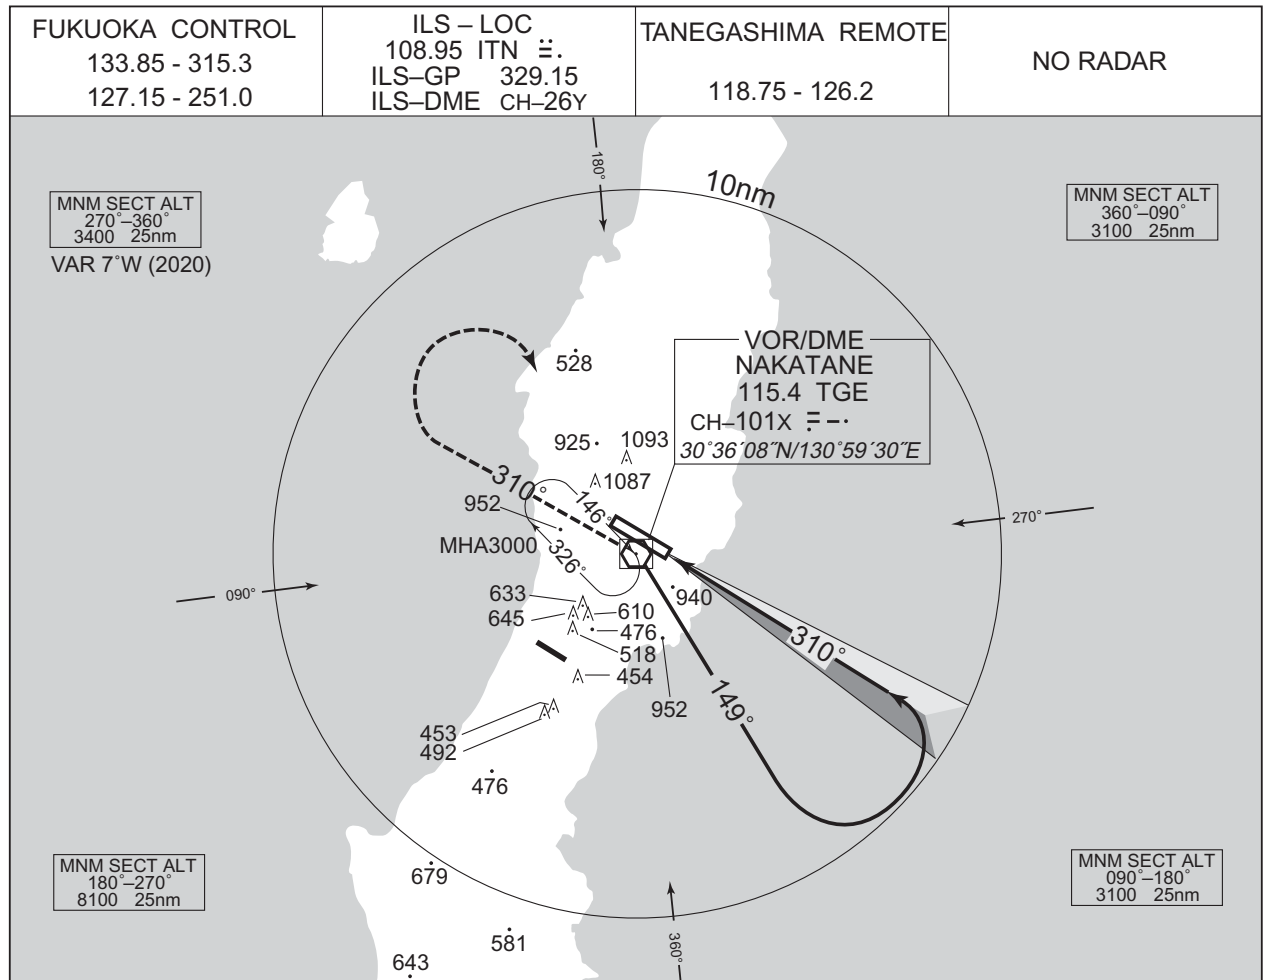 FUKUOKA CONTROL
133.85 - 315.3
127.15 - 251.0
ILS – LOC
108.95 ITN
ILS–GP 329.15
ILS–DME CH–26Y
TANEGASHIMA REMOTE
118.75 - 126.2
NO RADAR
180°
10nm
MNM SECT ALT
270°–360°
3400 25nm
VAR 7°W (2020)
MNM SECT ALT
360°–090°
3100 25nm
528
VOR/DME
NAKATANE
115.4 TGE
CH–101X
30°36´08˝N/130°59´30˝E
925
1093
1087
310°
146°
952
MHA3000
326°
270°
090°
633
645
610
476
518
454
940
310°
149°
952
453
492
476
MNM SECT ALT
180°–270°
8100 25nm
679
MNM SECT ALT
090°–180°
3100 25nm
581
360°
643